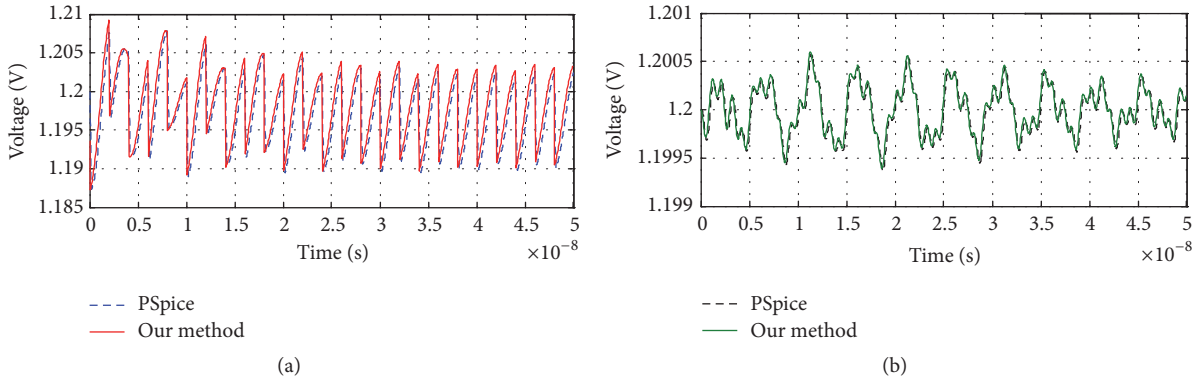 1.21
1.205
1.2
1.195
1.19
1.185
Voltage (V)
0 0.5 1 1.5 2 2.5 3 3.5 4 4.5 5
Time (s)
×10−8
PSpice
Our method
(a)
1.201
1.2005
1.2
1.1995
1.199
Voltage (V)
0 0.5 1 1.5 2 2.5 3 3.5 4 4.5 5
Time (s)
×10−8
PSpice
Our method
(b)